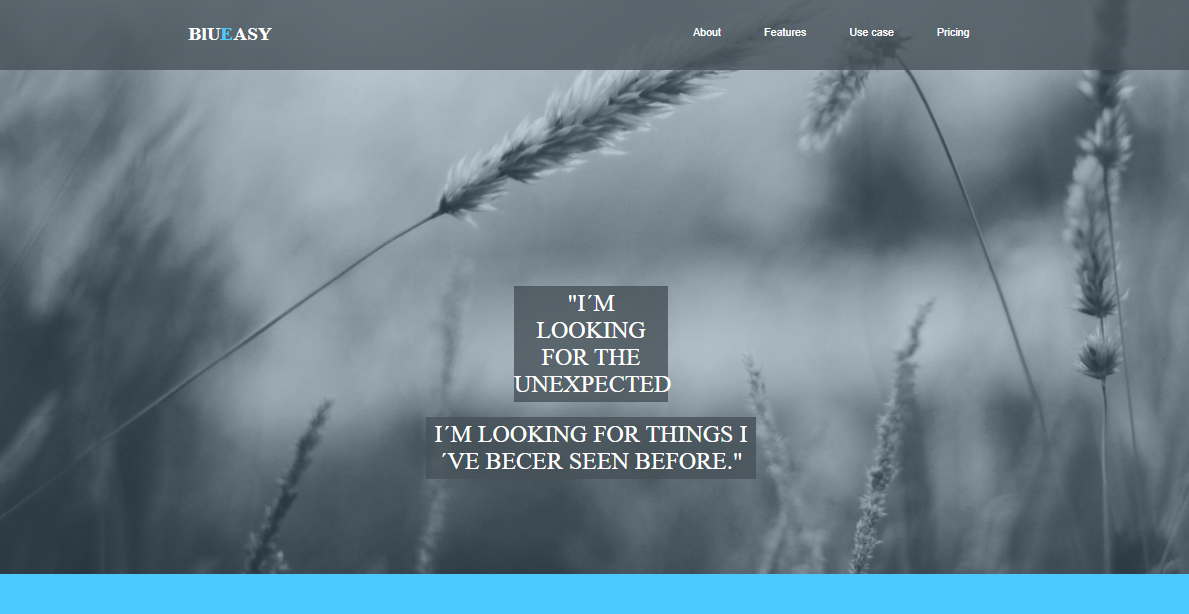 BlUEASY
About Features Use case Pricing
"I´M
LOOKING
FOR THE
UNEXPECTED
I´M LOOKING FOR THINGS I
´VE BECER SEEN BEFORE."